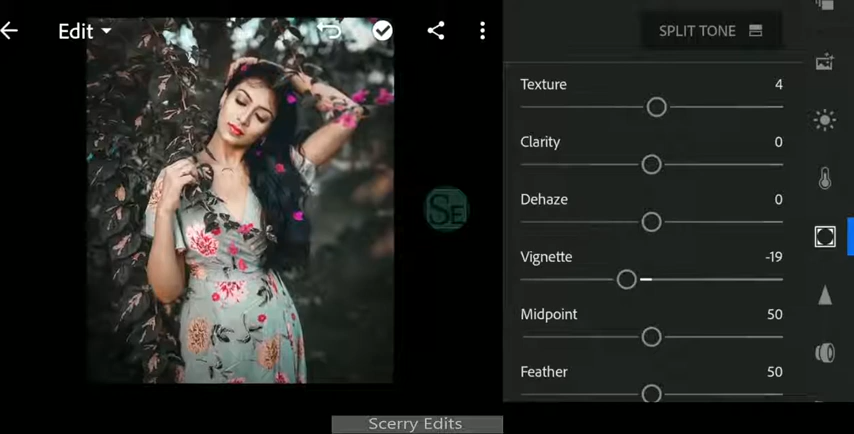 Edit
SPLIT TONE
Texture 4
Clarity 0
Dehaze 0
Vignette -19
Midpoint 50
Feather 50
SE
Scerry Edits